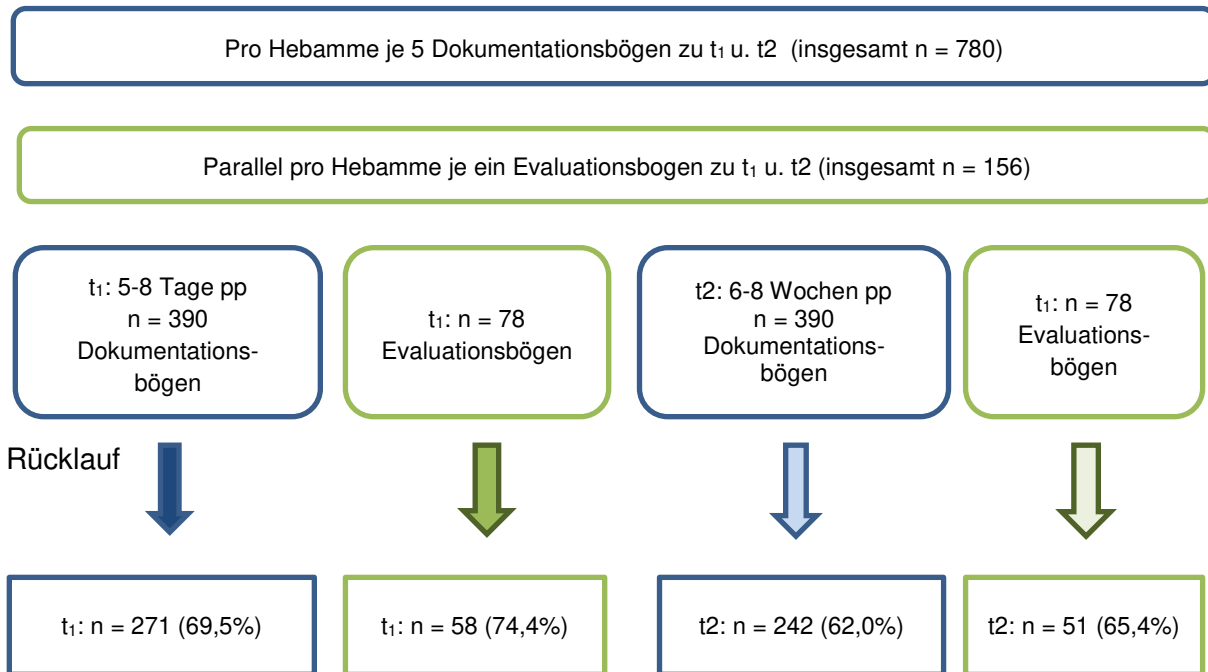 Pro Hebamme je 5 Dokumentationsbögen zu t₁ u. t2 (insgesamt n = 780)
Parallel pro Hebamme je ein Evaluationsbogen zu t₁ u. t2 (insgesamt n = 156)
t₁: 5-8 Tage pp
n = 390
Dokumentations-
bögen
t₁: n = 78
Evaluationsbögen
t2: 6-8 Wochen pp
n = 390
Dokumentations-
bögen
t₁: n = 78
Evaluations-
bögen
Rücklauf
t₁: n = 271 (69,5%)
t₁: n = 58 (74,4%)
t2: n = 242 (62,0%)
t2: n = 51 (65,4%)